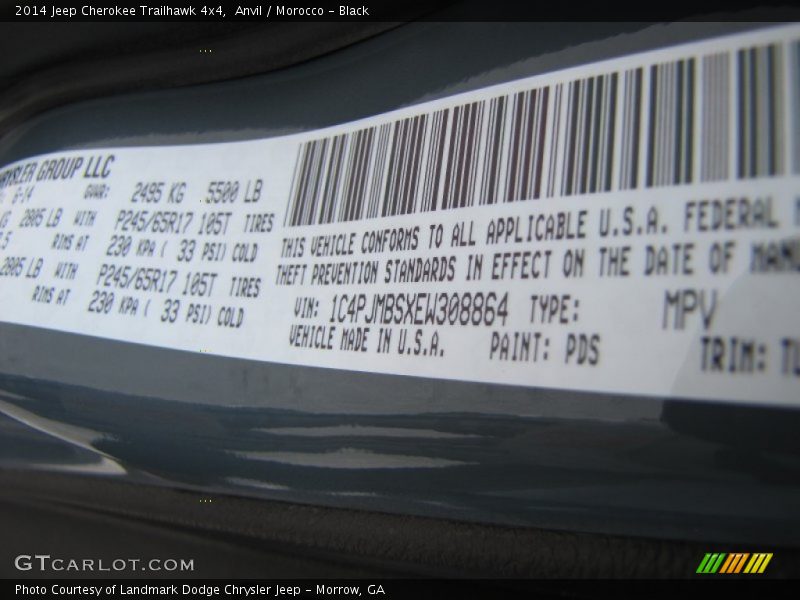 2014 Jeep Cherokee Trailhawk 4x4, Anvil / Morocco - Black
GROUP LLC
GVWR: 2495 KG 5500 LB
2805 LB WITH P245/65R17 105T TIRES
RIMS AT 230 KPA ( 33 PSI) COLD
2805 LB WITH P245/65R17 105T TIRES
RIMS AT 230 KPA ( 33 PSI) COLD
THIS VEHICLE CONFORMS TO ALL APPLICABLE U.S.A. FEDERAL
THEFT PREVENTION STANDARDS IN EFFECT ON THE DATE OF
VIN: 1C4PJMBSXEW308864 TYPE: MPV
VEHICLE MADE IN U.S.A. PAINT: PDS TRIM:
GTCARLOT.COM
Photo Courtesy of Landmark Dodge Chrysler Jeep - Morrow, GA